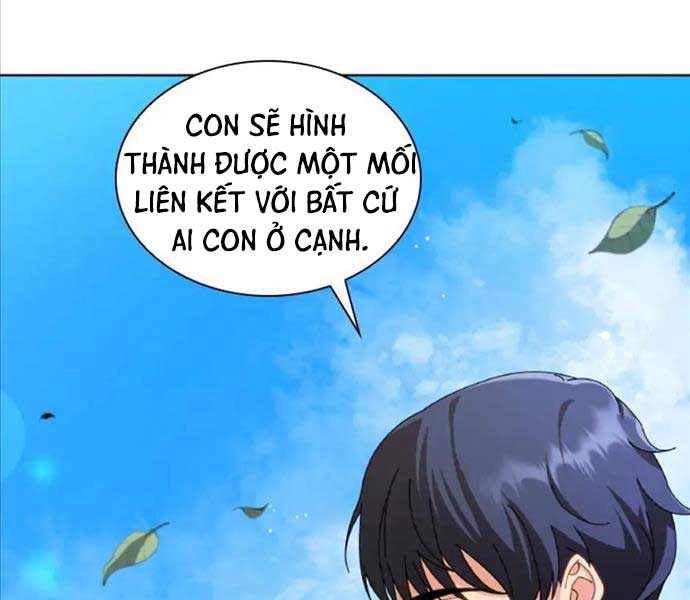 CON SẼ HÌNH
THÀNH ĐƯỢC MỘT MỐI
LIÊN KẾT VỚI BẤT CỨ
AI CON Ở CẠNH.